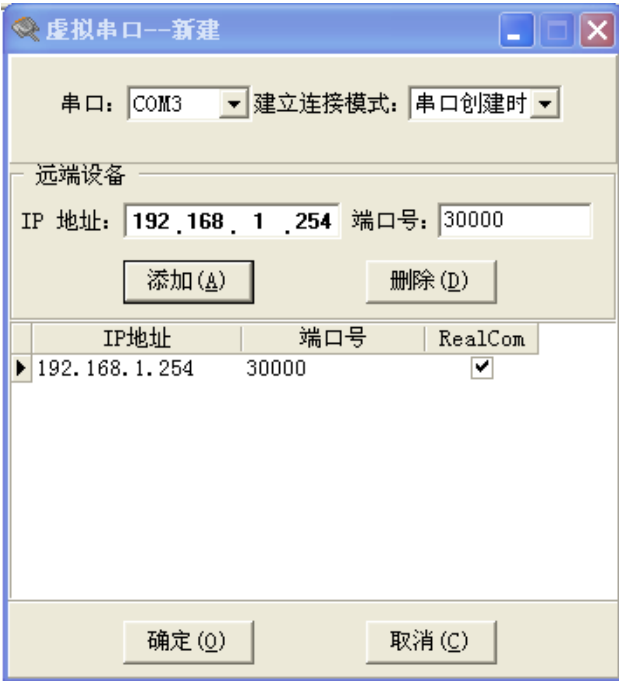 虚拟串口--新建
串口: COM3 建立连接模式: 串口创建时
远端设备
IP 地址: 192 .168 . 1 .254 端口号: 30000
添加(A) 删除(D)
IP地址 端口号 RealCom
192.168.1.254 30000
确定(O) 取消(C)